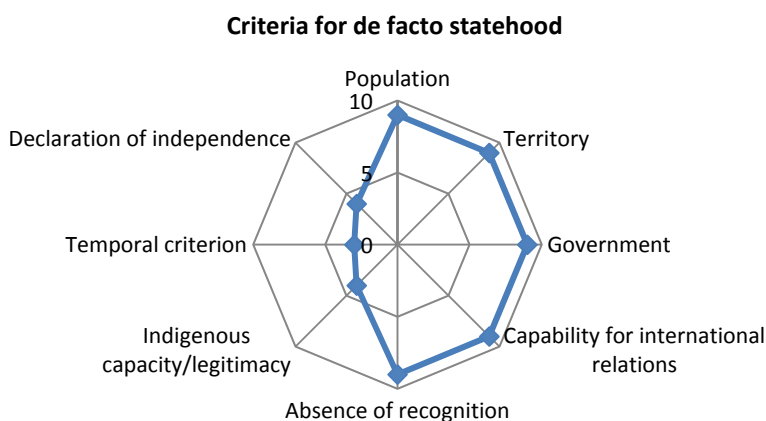 Criteria for de facto statehood
Population
10
Declaration of independence
Territory
5
Temporal criterion
0
Government
Indigenous
capacity/legitimacy
Capability for international
relations
Absence of recognition